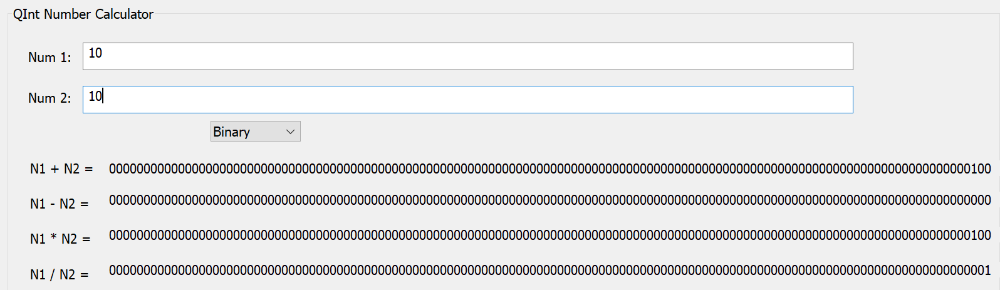 QInt Number Calculator
Num 1: 10
Num 2: 10
Binary
N1 + N2 = 00000000000000000000000000000000000000000000000000000000000000000000000000000000000000000000000000000000000000000000000000000100
N1 - N2 = 00000000000000000000000000000000000000000000000000000000000000000000000000000000000000000000000000000000000000000000000000000000
N1 * N2 = 00000000000000000000000000000000000000000000000000000000000000000000000000000000000000000000000000000000000000000000000000000100
N1 / N2 = 00000000000000000000000000000000000000000000000000000000000000000000000000000000000000000000000000000000000000000000000000000001